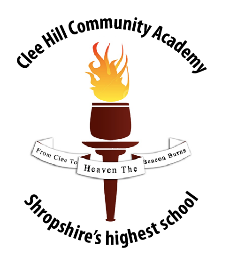 Clee Hill Community Academy
From Clee To Heaven The Beacon Burns
Shropshire's highest school